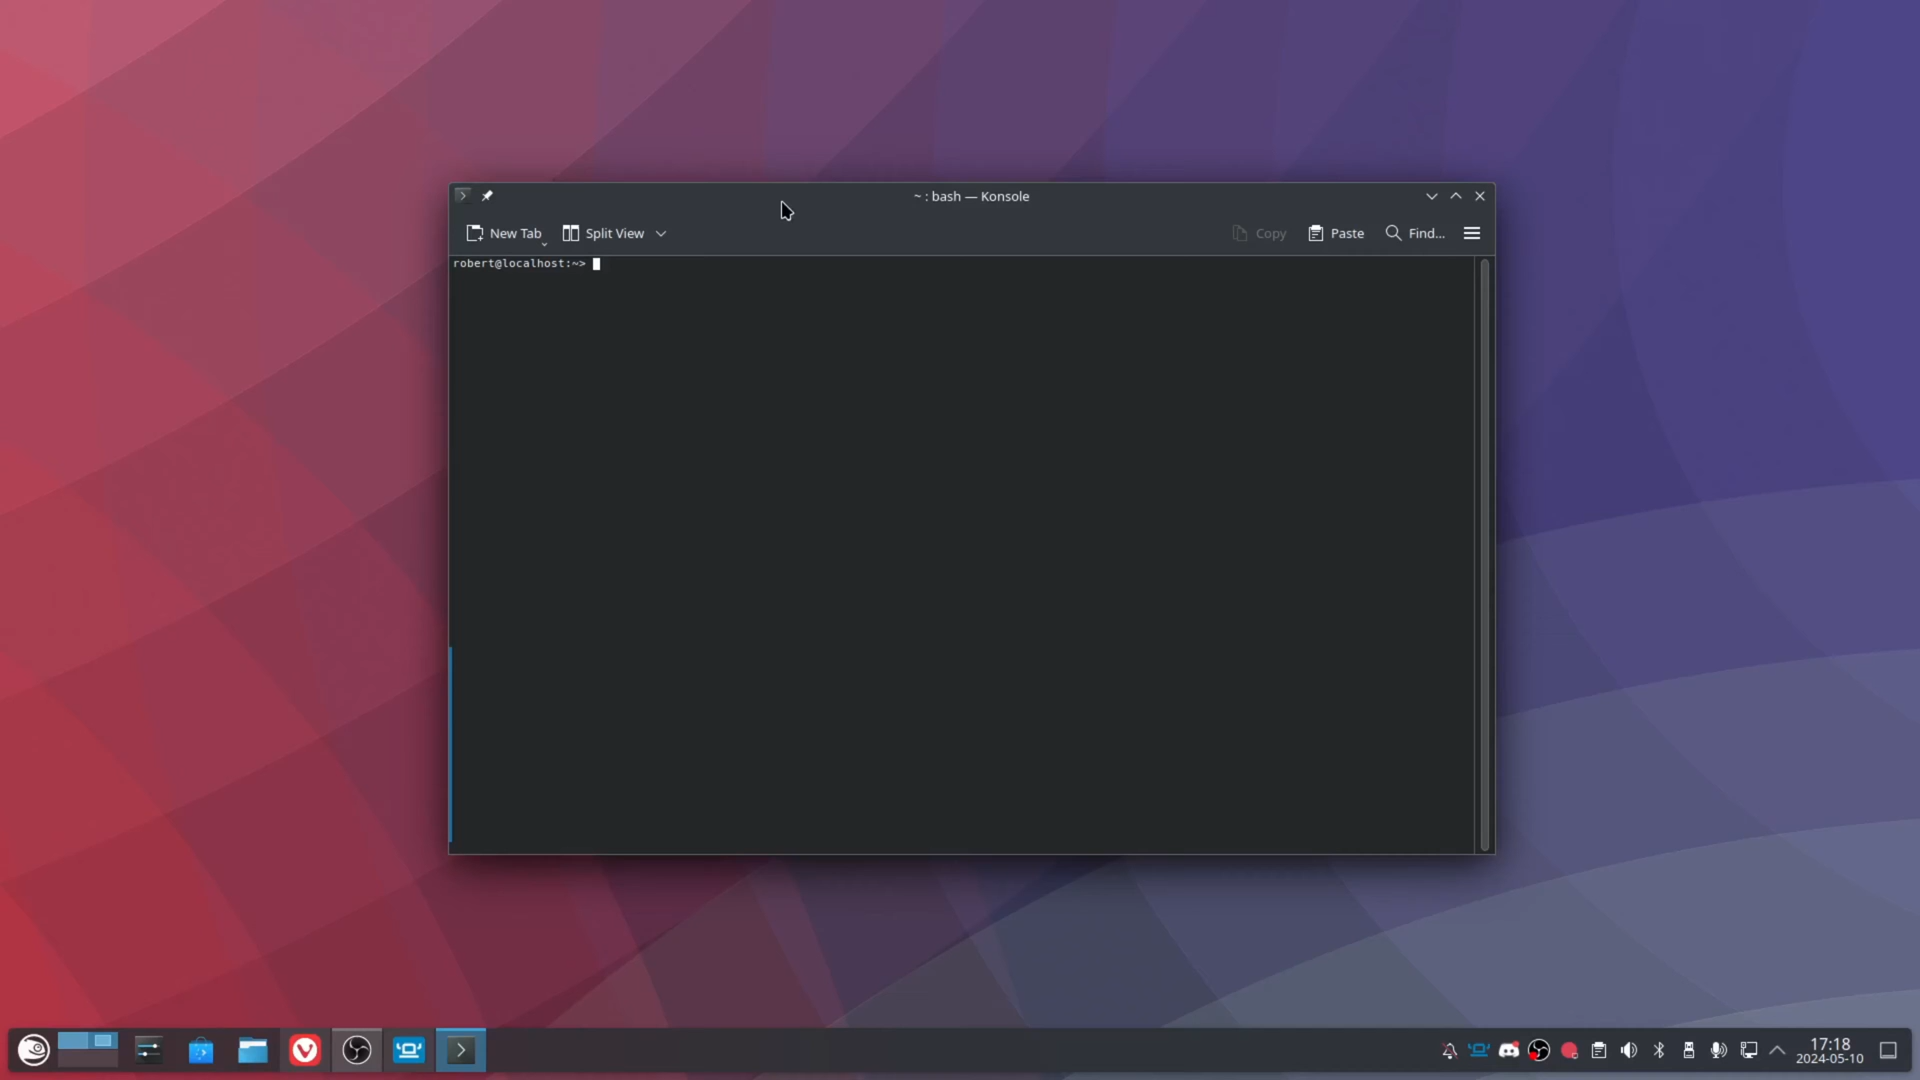 ~ : bash — Konsole
New Tab Split View Copy Paste Find...
robert@localhost:~>
17:18
2024-05-10